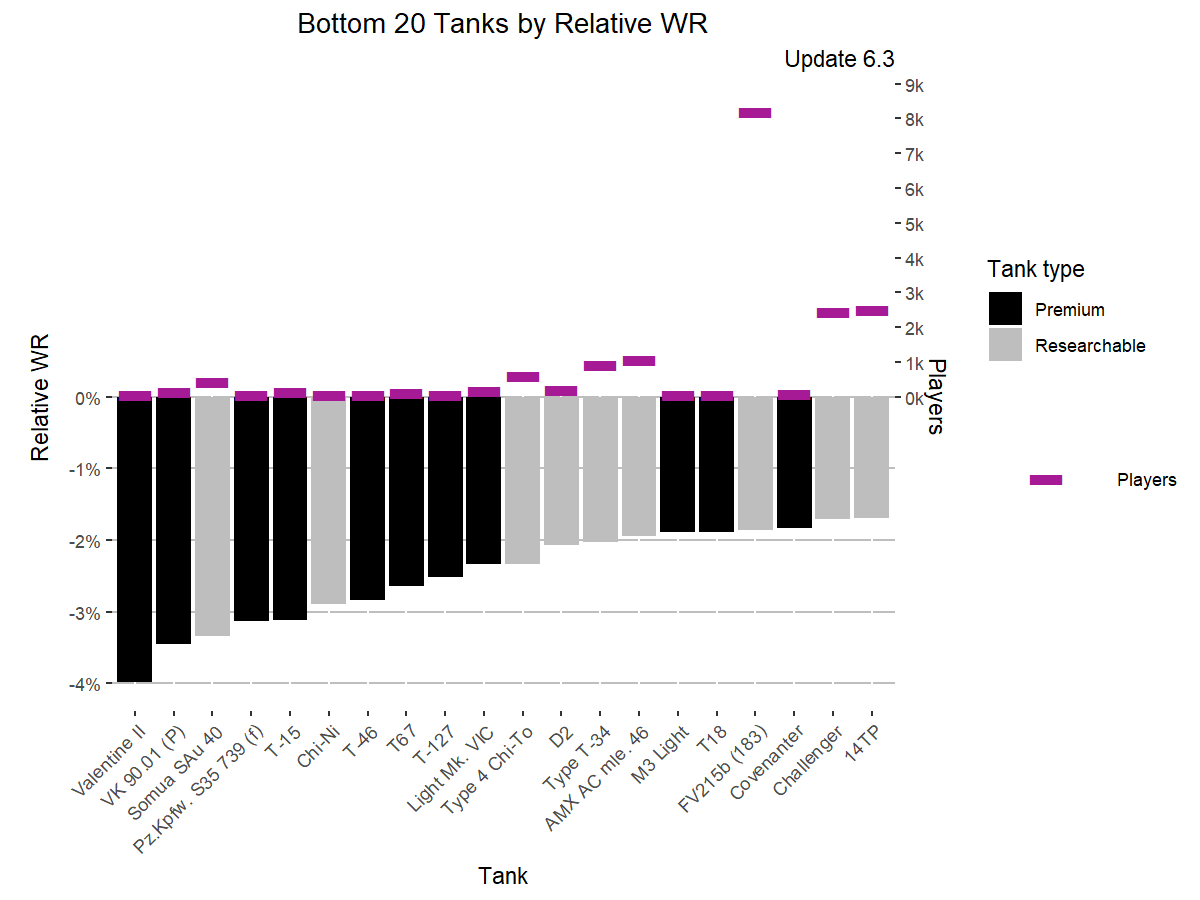 Bottom 20 Tanks by Relative WR
Update 6.3
9k
8k
7k
6k
5k
4k
3k
2k
1k
0k
Players
Relative WR
0%
-1%
-2%
-3%
-4%
Valentine II
VK 90.01 (P)
Somua SAu 40
Pz.Kpfw. S35 739 (f)
T-15
Chi-Ni
T-46
T67
T-127
Light Mk. VIC
Type 4 Chi-To
D2
Type T-34
AMX AC mle. 46
M3 Light
T18
FV215b (183)
Covenanter
Challenger
14TP
Tank
Tank type
Premium
Researchable
Players